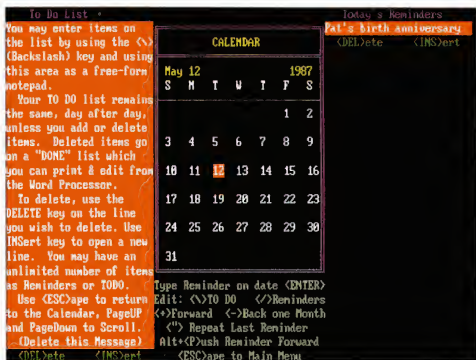 To Do List
You may enter items on
the list by using the <\>
(Backslash) key and using
this area as a free-form
notepad.
Your TO DO list remains
the same, day after day,
unless you add or delete
items. Deleted items go
on a "DONE" list which
you can print & edit from
the Word Processor.
To delete, use the
DELETE key on the line
you wish to delete. Use
INSert key to open a new
line. You may have an
unlimited number of items
as Reminders or TODO.
Use <ESC>ape to return
to the Calendar, PageUP
and PageDown to Scroll.
(Delete this Message)
<DEL>ete <INS>ert
CALENDAR
May 12 1987
S M T W T F S
1 2
3 4 5 6 7 8 9
10 11 12 13 14 15 16
17 18 19 20 21 22 23
24 25 26 27 28 29 30
31
Type Reminder on date <ENTER>
Edit: <\>TO DO </>Reminders
<+>Forward <->Back one Month
<"> Repeat Last Reminder
Alt+<P>ush Reminder Forward
<ESC>ape to Main Menu
Today's Reminders
Pat's birth anniversary
<DEL>ete <INS>ert